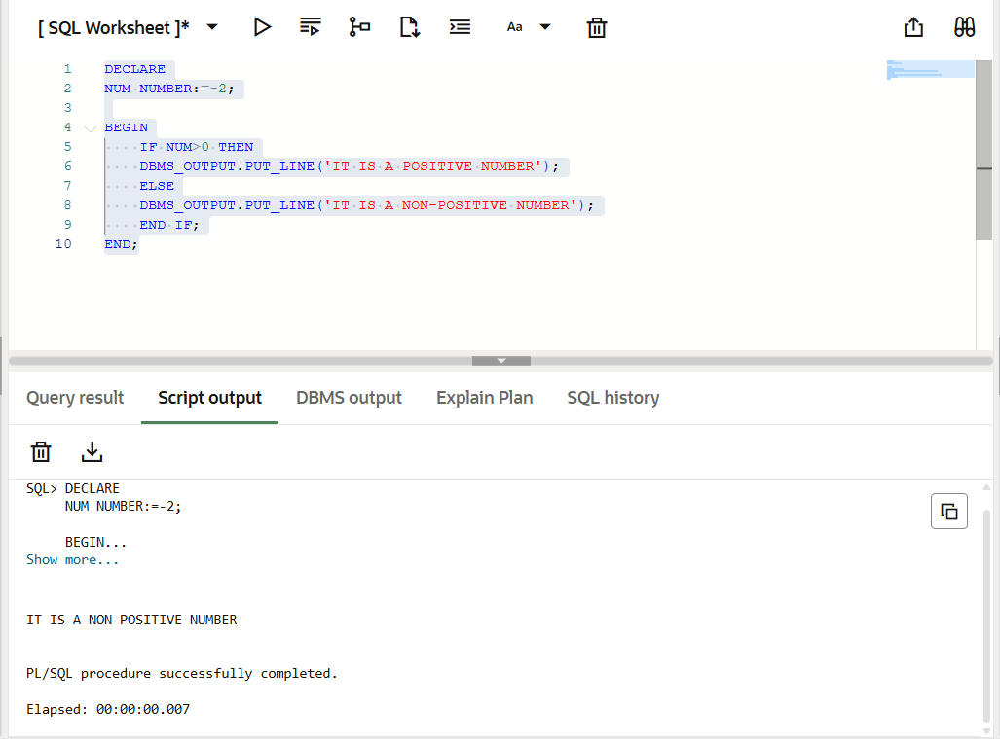 [ SQL Worksheet ]*
Aa
1 DECLARE
2 NUM NUMBER:=-2;
3
4 BEGIN
5 IF NUM>0 THEN
6 DBMS_OUTPUT.PUT_LINE('IT IS A POSITIVE NUMBER');
7 ELSE
8 DBMS_OUTPUT.PUT_LINE('IT IS A NON-POSITIVE NUMBER');
9 END IF;
10 END;
Query result Script output DBMS output Explain Plan SQL history
SQL> DECLARE
NUM NUMBER:=-2;
BEGIN...
Show more...
IT IS A NON-POSITIVE NUMBER
PL/SQL procedure successfully completed.
Elapsed: 00:00:00.007